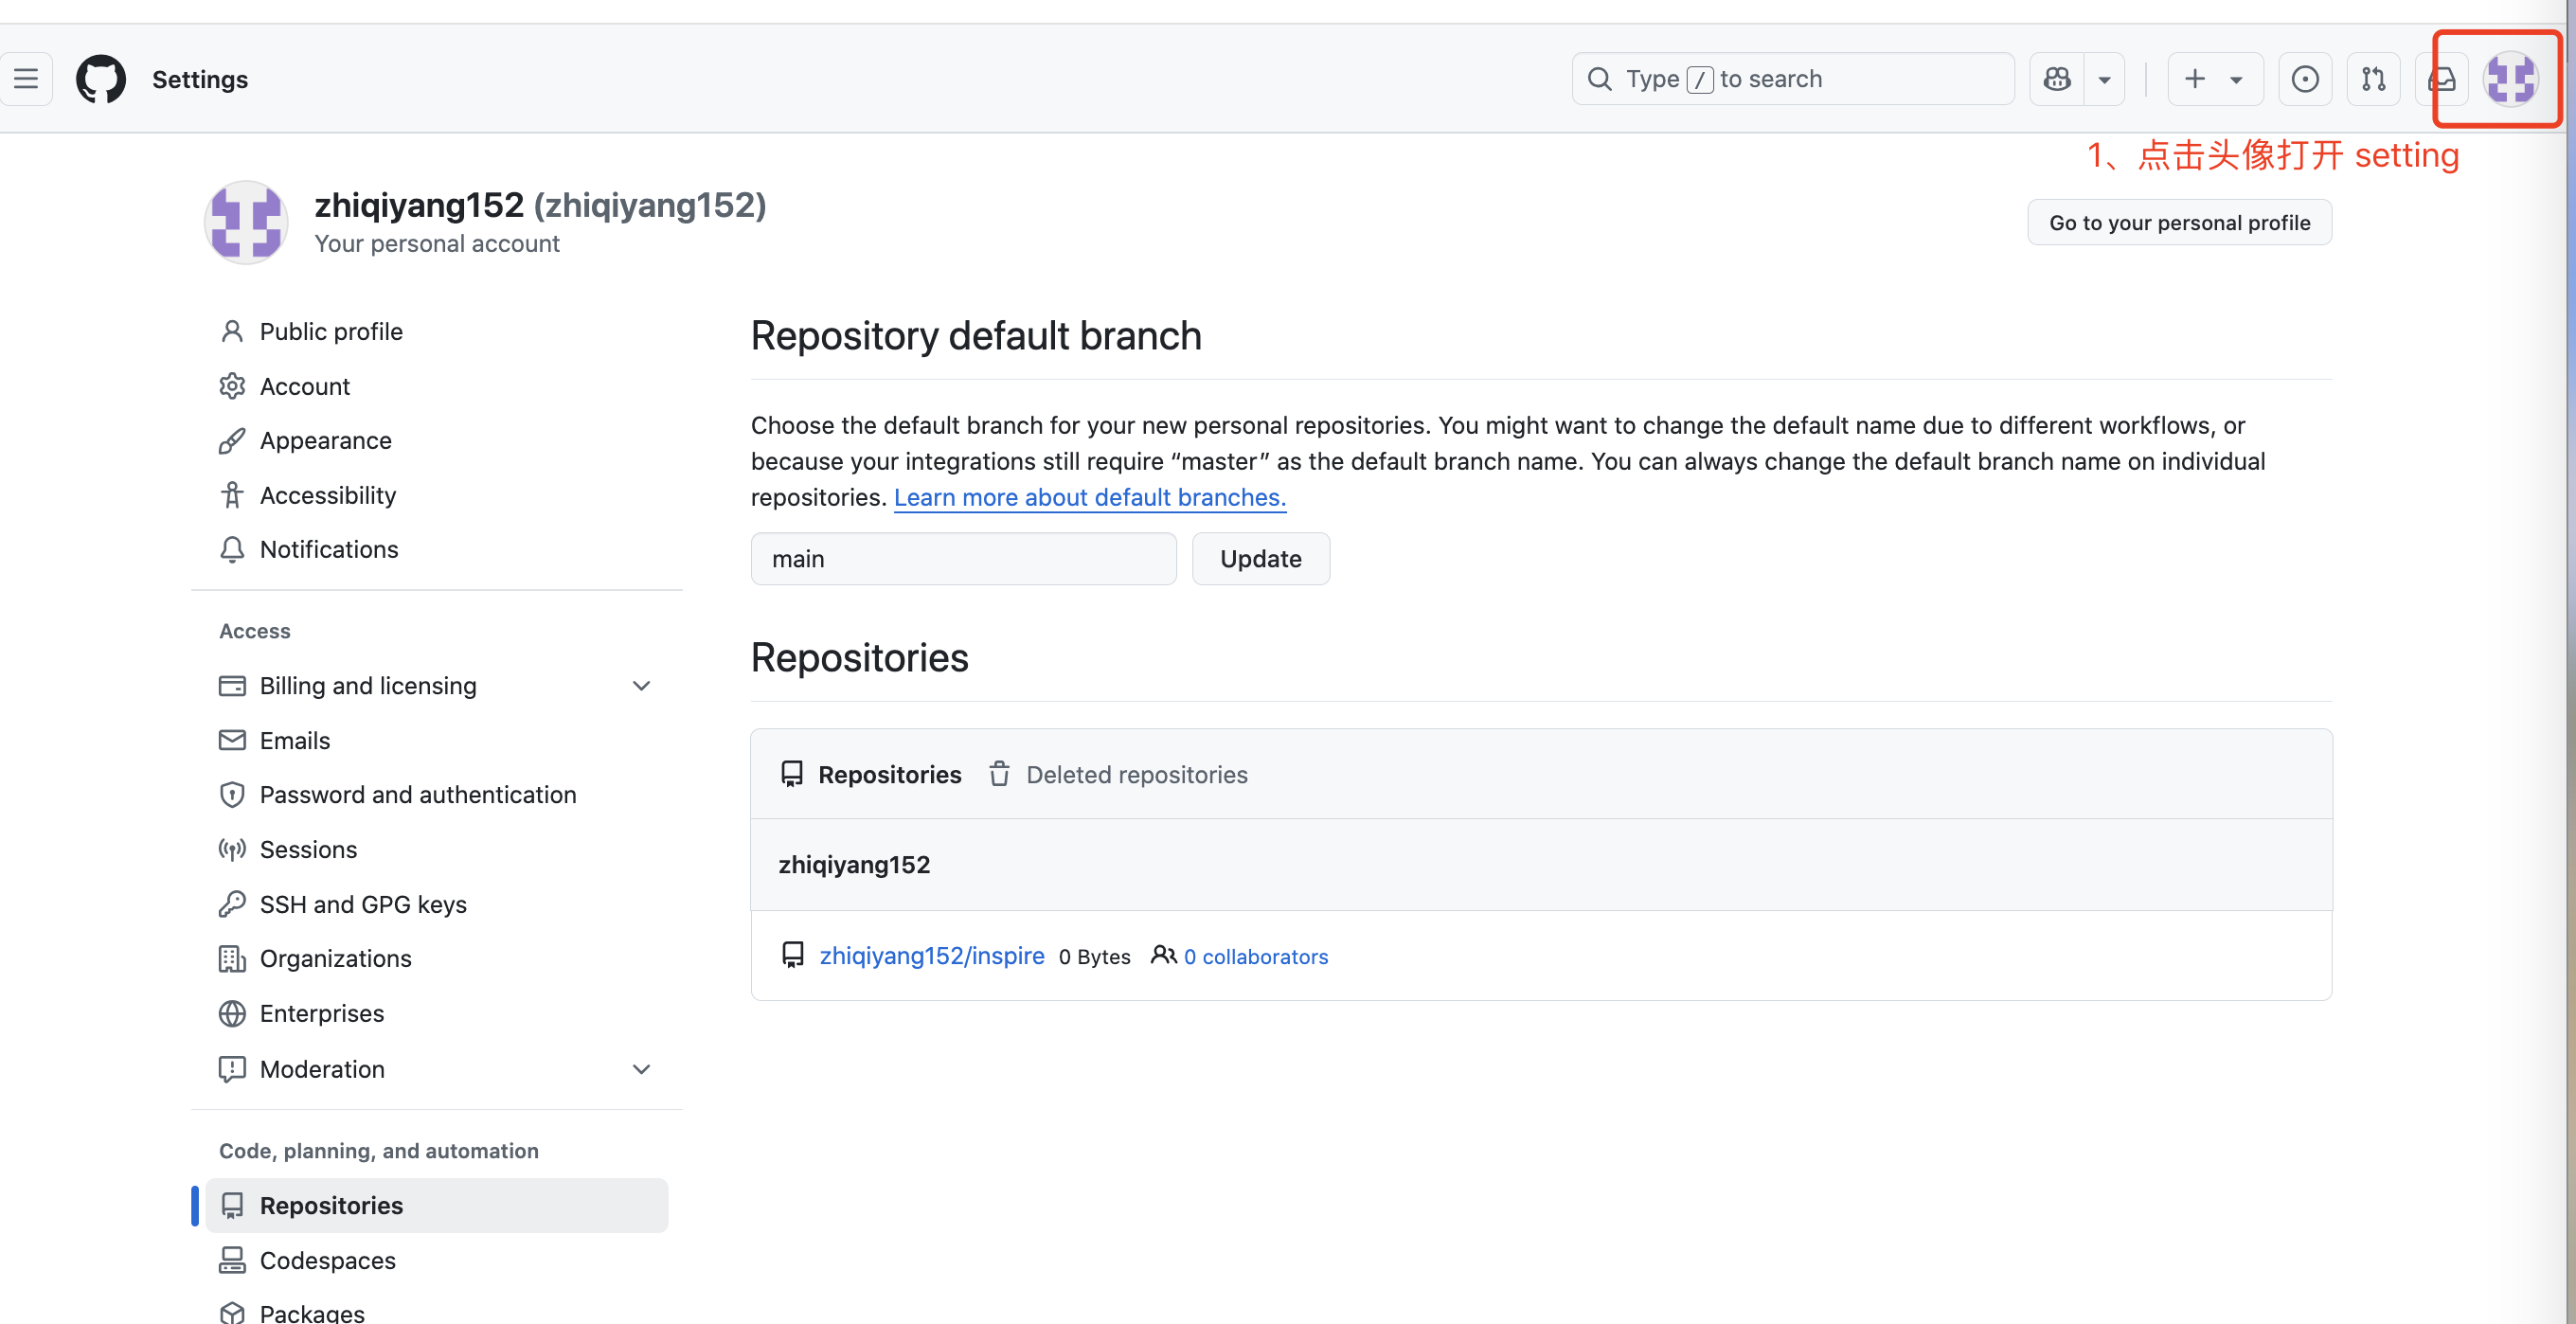 Settings
Type / to search
1、点击头像打开 setting
zhiqiyang152 (zhiqiyang152)
Your personal account
Go to your personal profile
Public profile
Account
Appearance
Accessibility
Notifications
Access
Billing and licensing
Emails
Password and authentication
Sessions
SSH and GPG keys
Organizations
Enterprises
Moderation
Code, planning, and automation
Repositories
Codespaces
Packages
Repository default branch
Choose the default branch for your new personal repositories. You might want to change the default name due to different workflows, or
because your integrations still require “master” as the default branch name. You can always change the default branch name on individual
repositories. Learn more about default branches.
main
Update
Repositories
Repositories
Deleted repositories
zhiqiyang152
zhiqiyang152/inspire 0 Bytes 0 collaborators